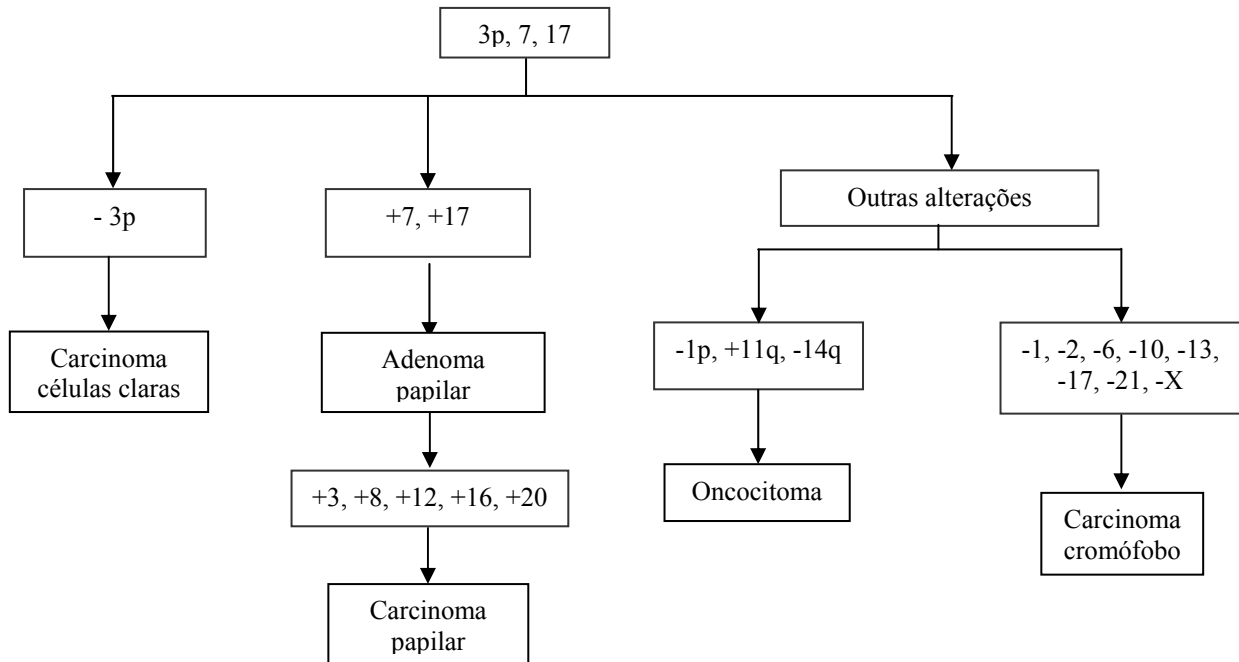 3p, 7, 17
- 3p
+7, +17
Outras alterações
Carcinoma
células claras
Adenoma
papilar
-1p, +11q, -14q
-1, -2, -6, -10, -13,
-17, -21, -X
+3, +8, +12, +16, +20
Oncocitoma
Carcinoma
cromófobo
Carcinoma
papilar